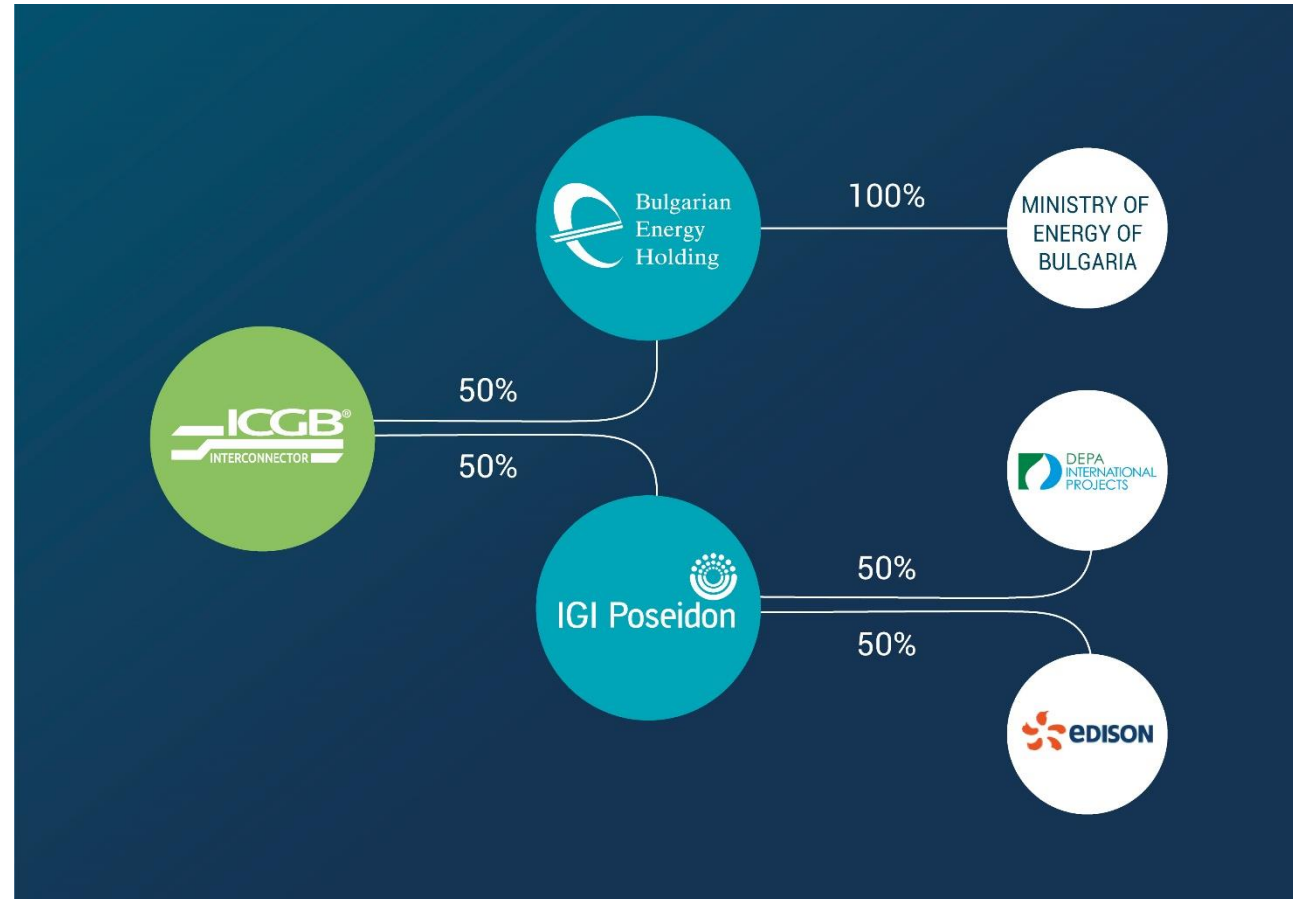 Bulgarian
Energy
Holding
100%
MINISTRY OF
ENERGY OF
BULGARIA
50%
ICGB®
INTERCONNECTOR
50%
DEPA
INTERNATIONAL
PROJECTS
IGI Poseidon
50%
50%
eDISON